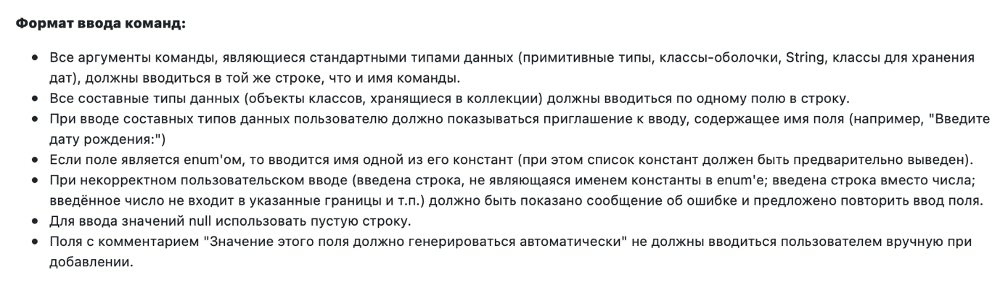 Формат ввода команд:
• Все аргументы команды, являющиеся стандартными типами данных (примитивные типы, классы-оболочки, String, классы для хранения
дат), должны вводиться в той же строке, что и имя команды.
• Все составные типы данных (объекты классов, хранящиеся в коллекции) должны вводиться по одному полю в строку.
• При вводе составных типов данных пользователю должно показываться приглашение к вводу, содержащее имя поля (например, "Введите
дату рождения:")
• Если поле является enum'ом, то вводится имя одной из его констант (при этом список констант должен быть предварительно выведен).
• При некорректном пользовательском вводе (введена строка, не являющаяся именем константы в enum'е; введена строка вместо числа;
введённое число не входит в указанные границы и т.п.) должно быть показано сообщение об ошибке и предложено повторить ввод поля.
• Для ввода значений null использовать пустую строку.
• Поля с комментарием "Значение этого поля должно генерироваться автоматически" не должны вводиться пользователем вручную при
добавлении.